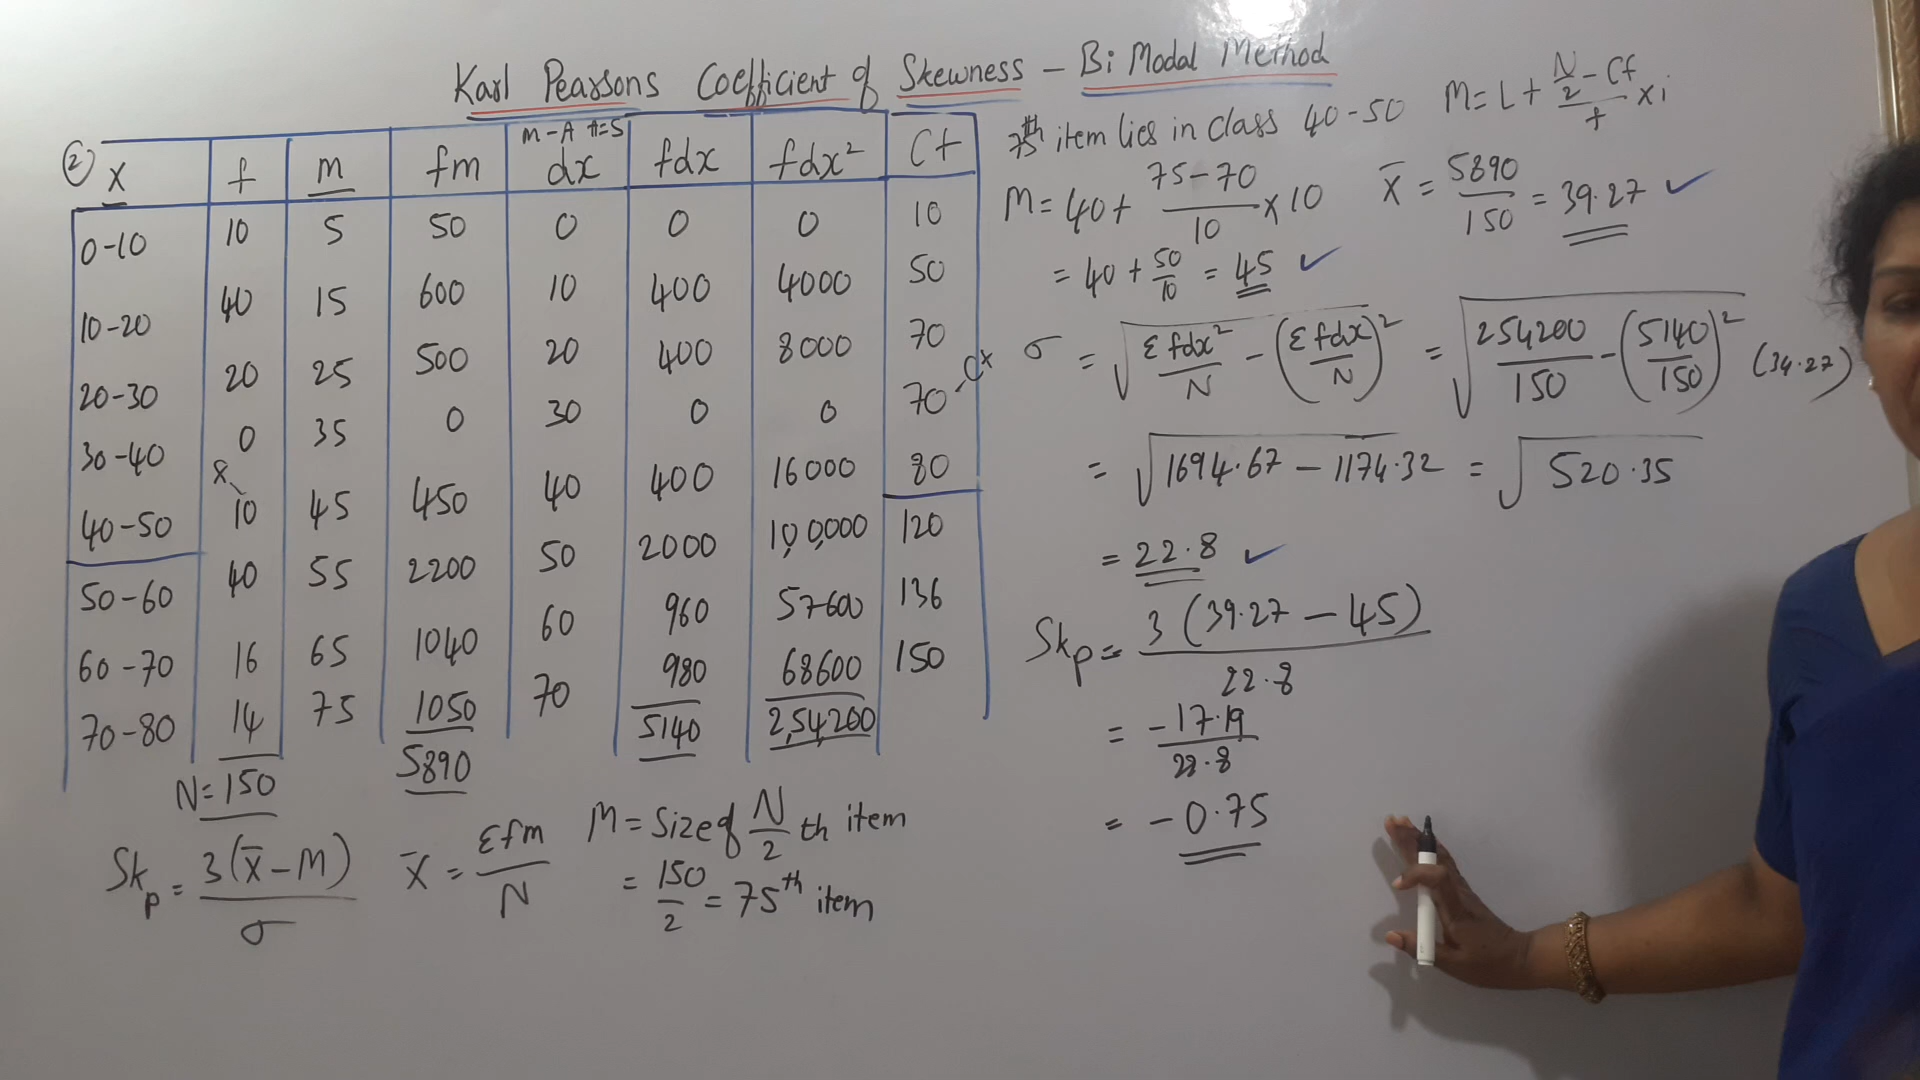 Karl Pearsons Coefficient of Skewness - Bi Modal Method
②
x f m fm m-A A=5 dx fdx fdx² Cf
0-10 10 5 50 0 0 0 10
10-20 40 15 600 10 400 4000 50
20-30 20 25 500 20 400 8000 70
30-40 0 35 0 30 0 0 70 - Cf
40-50 10 45 450 40 400 16000 80
50-60 40 55 2200 50 2000 1,0,0000 120
60-70 16 65 1040 60 960 57600 136
70-80 14 75 1050 70 980 68600 150
N=150 5890 5140 2,54,200
Skp = 3(x̄-M)/σ
x̄ = Σfm/N
M = Size of N/2 th item
= 150/2 = 75th item
75th item lies in class 40-50
M = L + (N/2 - Cf)/f x i
M = 40 + (75-70)/10 x 10
x̄ = 5890/150 = 39.27 ✓
= 40 + 50/10 = 45 ✓
σ = √(Σfdx²/N - (Σfdx/N)²) = √(254200/150 - (5140/150)²) (34.27)
= √(1694.67 - 1174.32) = √520.35
= 22.8 ✓
Skp = 3(39.27 - 45)/22.8
= -17.19/22.8
= -0.75